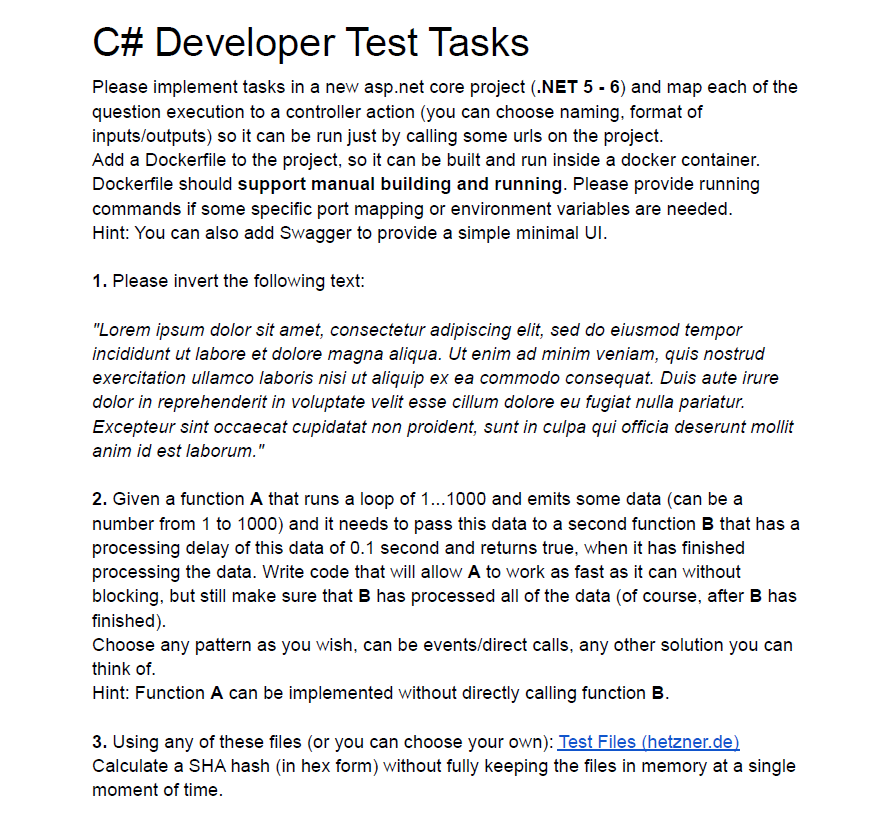 C# Developer Test Tasks
Please implement tasks in a new asp.net core project (.NET 5 - 6) and map each of the
question execution to a controller action (you can choose naming, format of
inputs/outputs) so it can be run just by calling some urls on the project.
Add a Dockerfile to the project, so it can be built and run inside a docker container.
Dockerfile should support manual building and running. Please provide running
commands if some specific port mapping or environment variables are needed.
Hint: You can also add Swagger to provide a simple minimal UI.
1. Please invert the following text:
"Lorem ipsum dolor sit amet, consectetur adipiscing elit, sed do eiusmod tempor
incididunt ut labore et dolore magna aliqua. Ut enim ad minim veniam, quis nostrud
exercitation ullamco laboris nisi ut aliquip ex ea commodo consequat. Duis aute irure
dolor in reprehenderit in voluptate velit esse cillum dolore eu fugiat nulla pariatur.
Excepteur sint occaecat cupidatat non proident, sunt in culpa qui officia deserunt mollit
anim id est laborum."
2. Given a function A that runs a loop of 1...1000 and emits some data (can be a
number from 1 to 1000) and it needs to pass this data to a second function B that has a
processing delay of this data of 0.1 second and returns true, when it has finished
processing the data. Write code that will allow A to work as fast as it can without
blocking, but still make sure that B has processed all of the data (of course, after B has
finished).
Choose any pattern as you wish, can be events/direct calls, any other solution you can
think of.
Hint: Function A can be implemented without directly calling function B.
3. Using any of these files (or you can choose your own): Test Files (hetzner.de)
Calculate a SHA hash (in hex form) without fully keeping the files in memory at a single
moment of time.